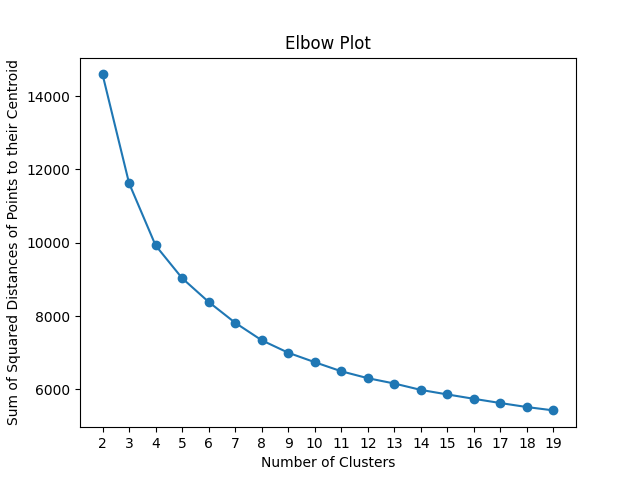 Elbow Plot
Sum of Squared Distances of Points to their Centroid
14000
12000
10000
8000
6000
2 3 4 5 6 7 8 9 10 11 12 13 14 15 16 17 18 19
Number of Clusters